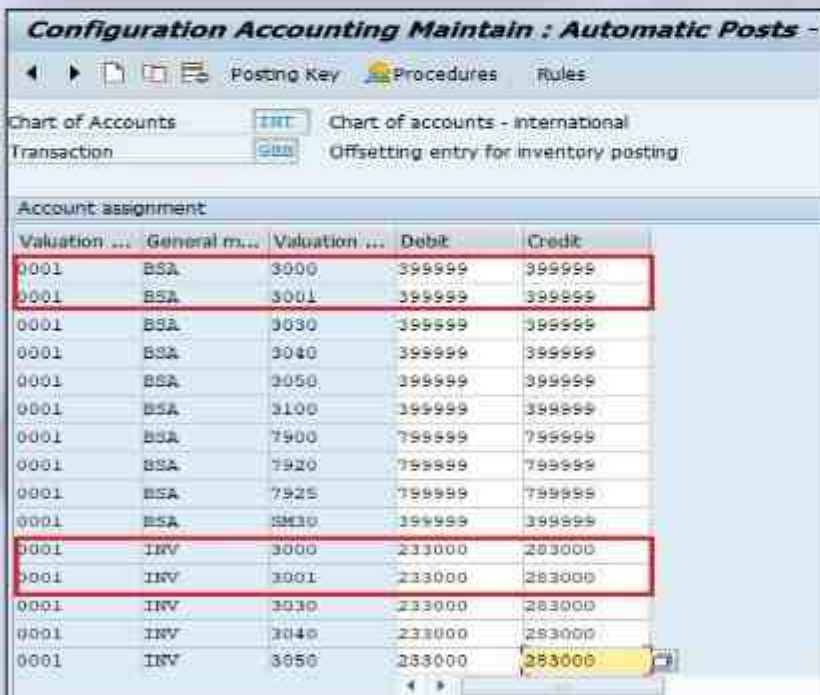 Configuration Accounting Maintain : Automatic Posts -
Posting Key Procedures Rules
Chart of Accounts INT Chart of accounts - international
Transaction GBB Offsetting entry for inventory posting
Account assignment
Valuation ... General m... Valuation ... Debit Credit
0001 BSA 3000 399999 399999
0001 BSA 3001 399999 399999
0001 BSA 3030 399999 399999
0001 BSA 3040 399999 399999
0001 BSA 3050 399999 399999
0001 BSA 3100 399999 399999
0001 BSA 7900 799999 799999
0001 BSA 7920 799999 799999
0001 BSA 7925 799999 799999
0001 BSA SM30 399999 399999
0001 INV 3000 233000 283000
0001 INV 3001 233000 283000
0001 INV 3030 233000 283000
0001 INV 3040 233000 283000
0001 INV 3050 233000 283000